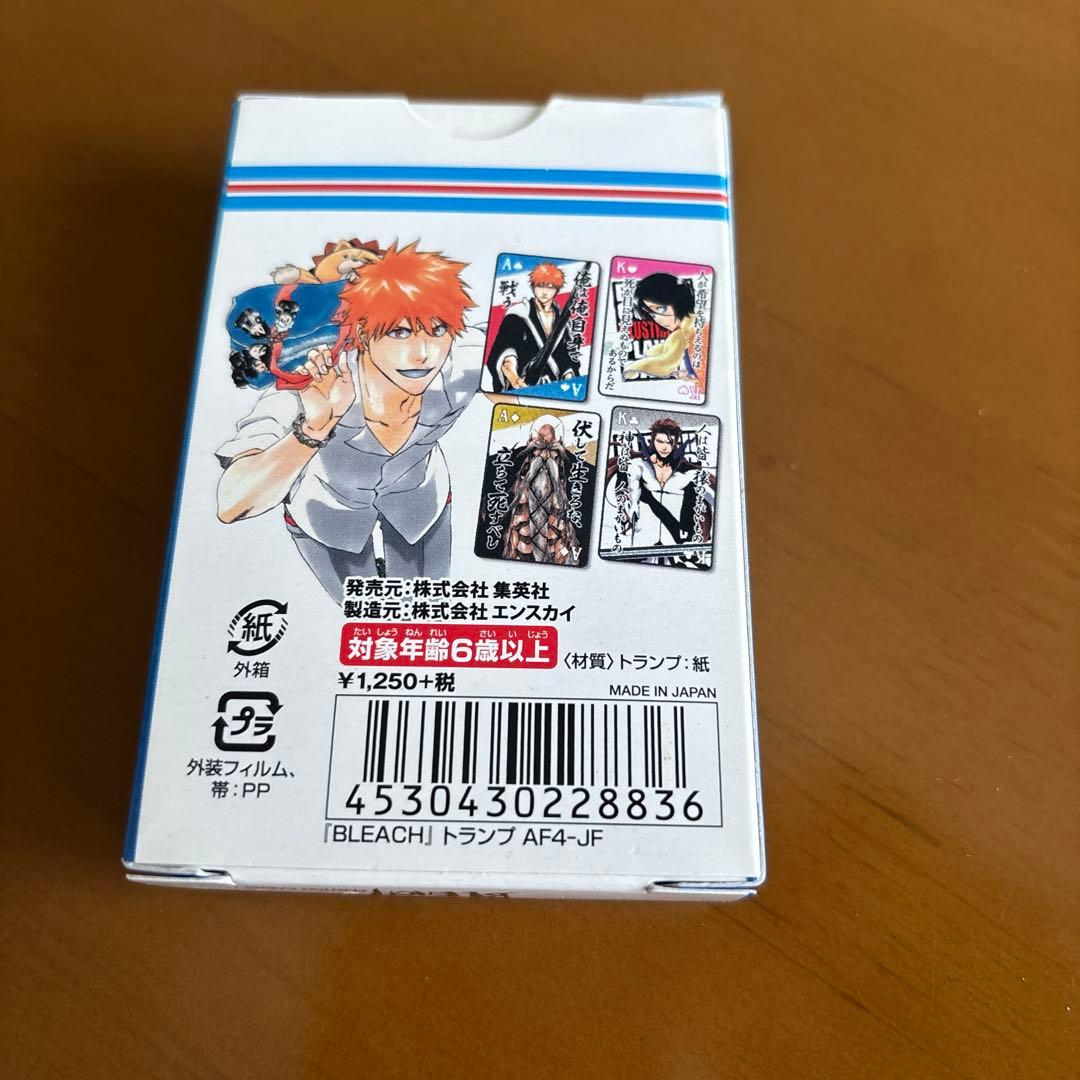 A
俺は俺自身で
戦う
A
K
人が希望を持ちえるのは
死が目に見えぬもので
あるからだ
K
A
伏して生きるな、
立ちて死すべし
A
K
人は皆、猿のまがいもの
神は皆、人のまがいもの
K
発売元:株式会社 集英社
製造元:株式会社 エンスカイ
たいしょうねんれい さいいじょう
対象年齢6歳以上
〈材質〉トランプ:紙
¥1,250+税
MADE IN JAPAN
紙
外箱
プラ
外装フィルム、
帯:PP
4530430228836
『BLEACH』トランプ AF4-JF